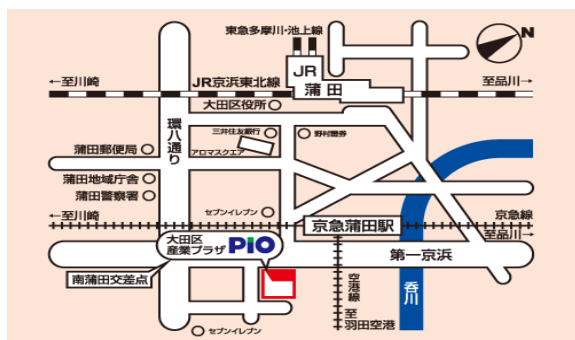 東急多摩川・池上線
N
←至川崎
JR京浜東北線
JR
蒲田
至品川→
大田区役所
環八通り
三井住友銀行
野村證券
蒲田郵便局
アロマスクエア
蒲田地域庁舎
蒲田警察署
セブンイレブン
←至川崎
京急蒲田駅
京急線
至品川→
大田区
産業プラザ
PiO
第一京浜
南蒲田交差点
空港線
至
羽田空港
呑川
セブンイレブン